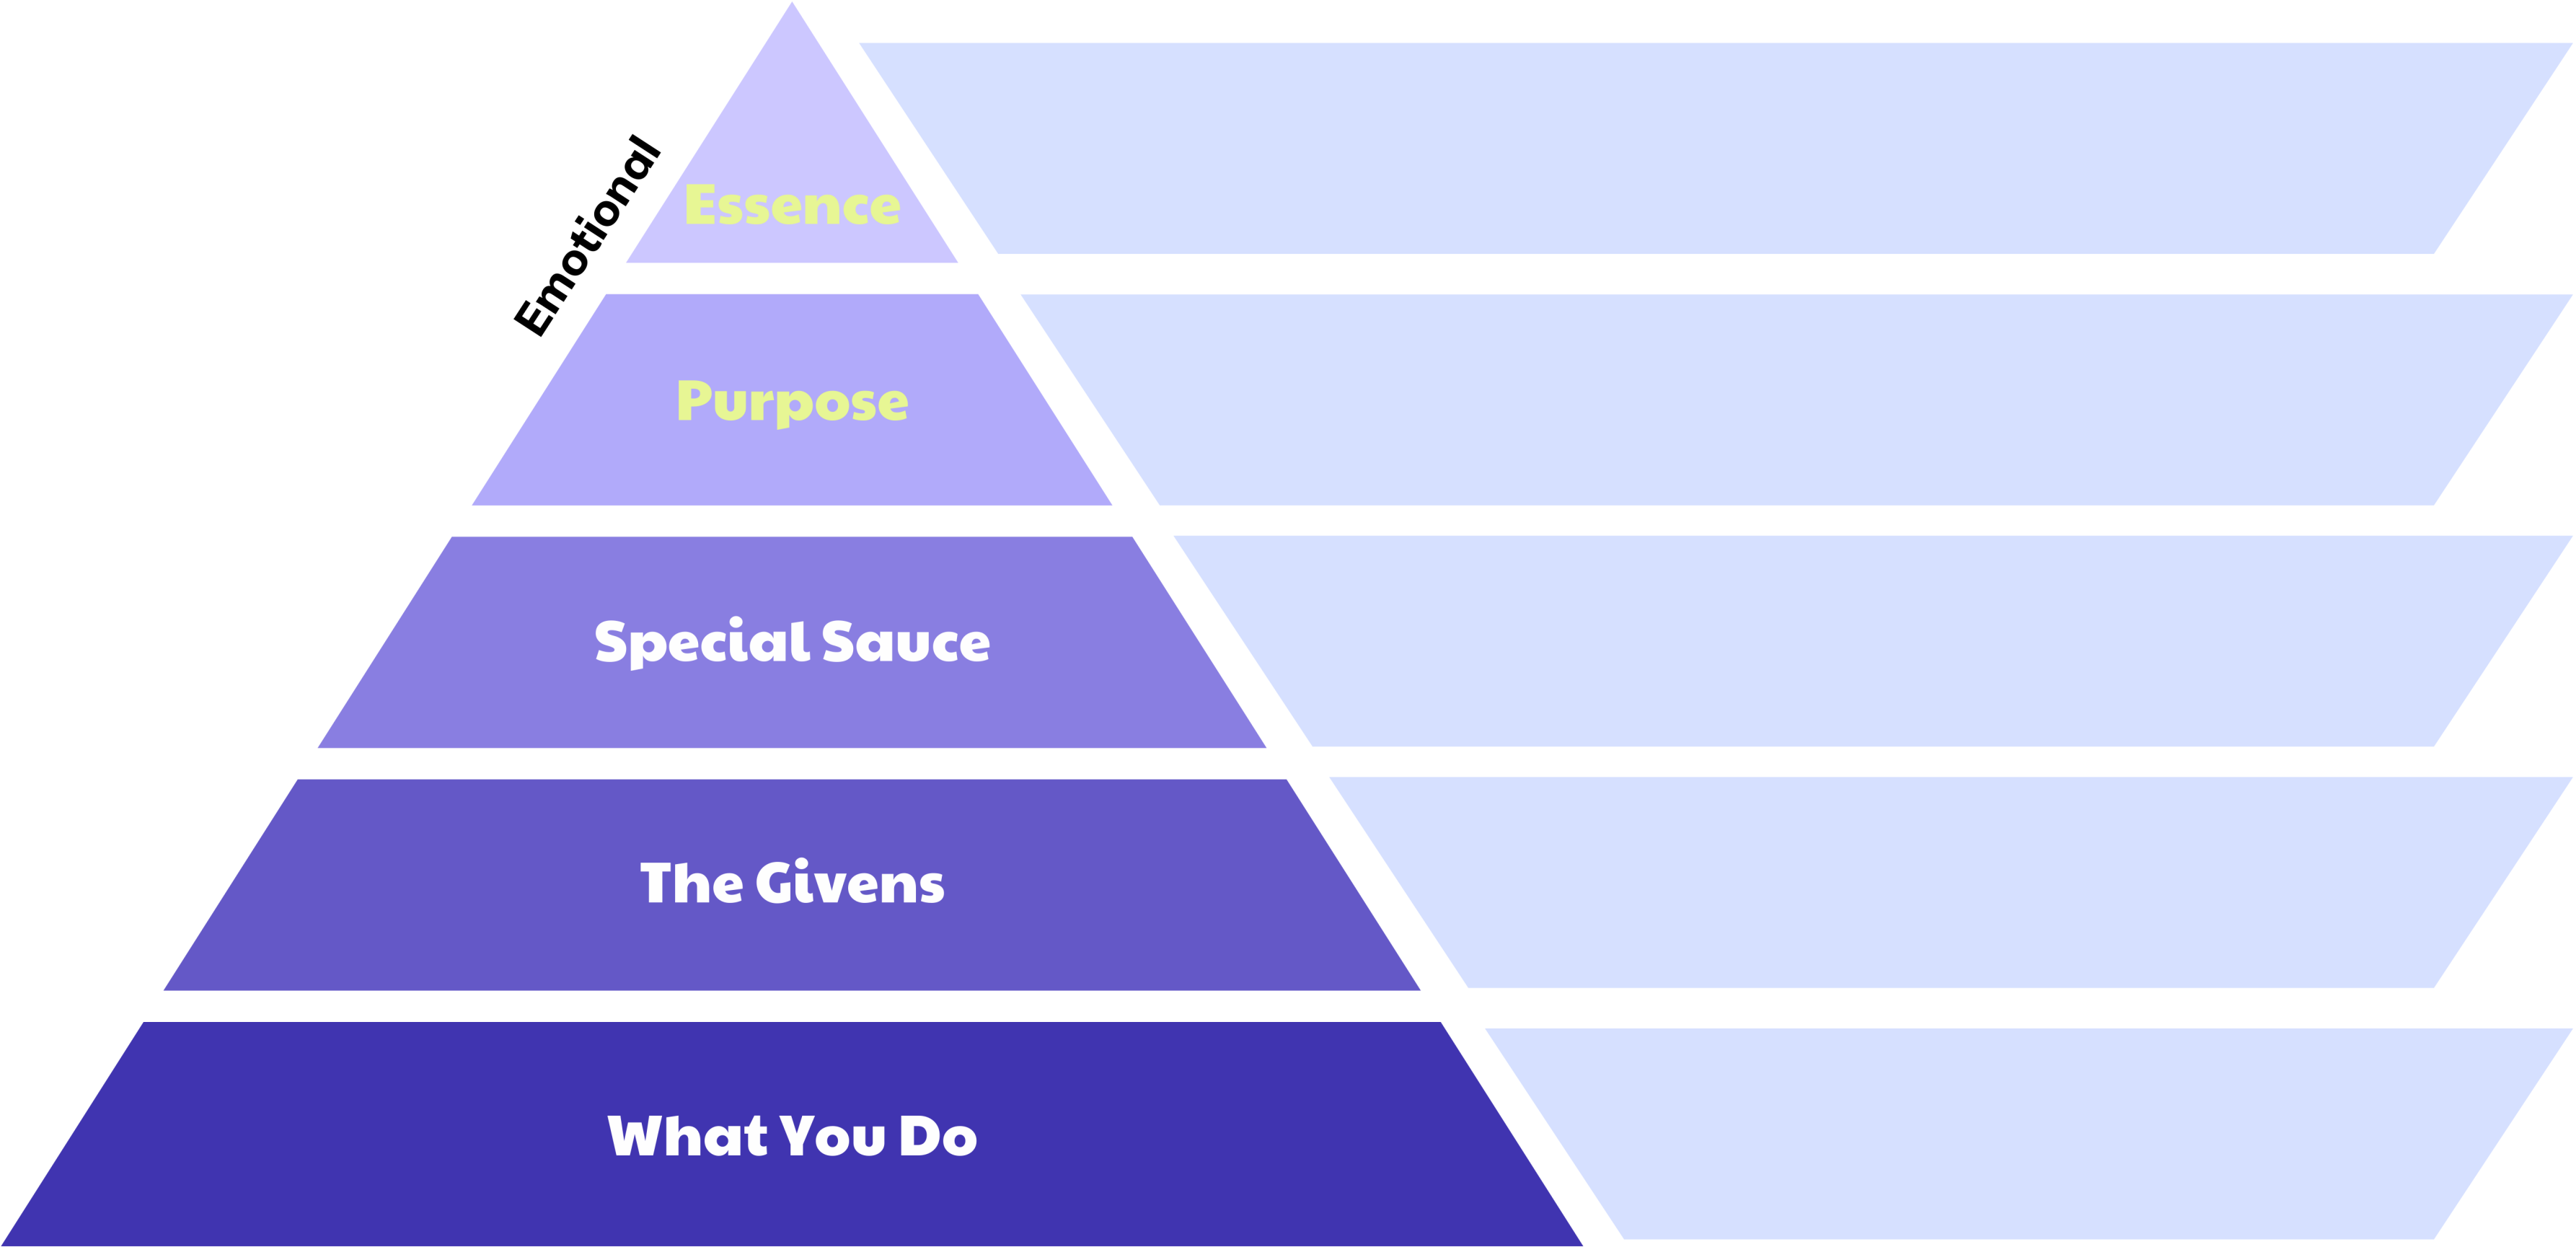 Emotional
Essence
Purpose
Special Sauce
The Givens
What You Do